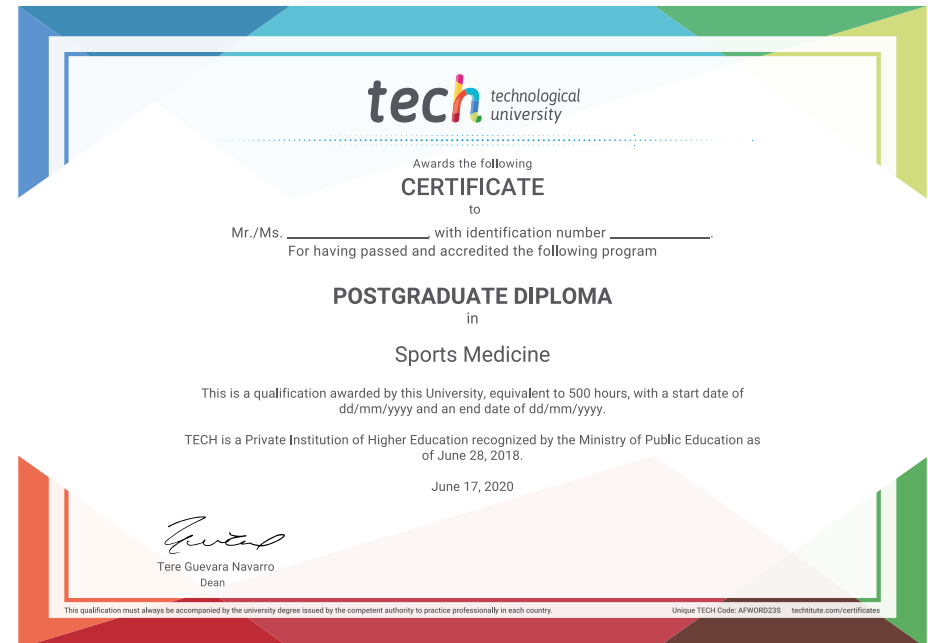 tech technological
university
Awards the following
CERTIFICATE
to
Mr./Ms. ____________, with identification number ____________.
For having passed and accredited the following program
POSTGRADUATE DIPLOMA
in
Sports Medicine
This is a qualification awarded by this University, equivalent to 500 hours, with a start date of
dd/mm/yyyy and an end date of dd/mm/yyyy.
TECH is a Private Institution of Higher Education recognized by the Ministry of Public Education as
of June 28, 2018.
June 17, 2020
Tere Guevara Navarro
Dean
This qualification must always be accompanied by the university degree issued by the competent authority to practice professionally in each country.
Unique TECH Code: AFWORD23S techtitute.com/certificates